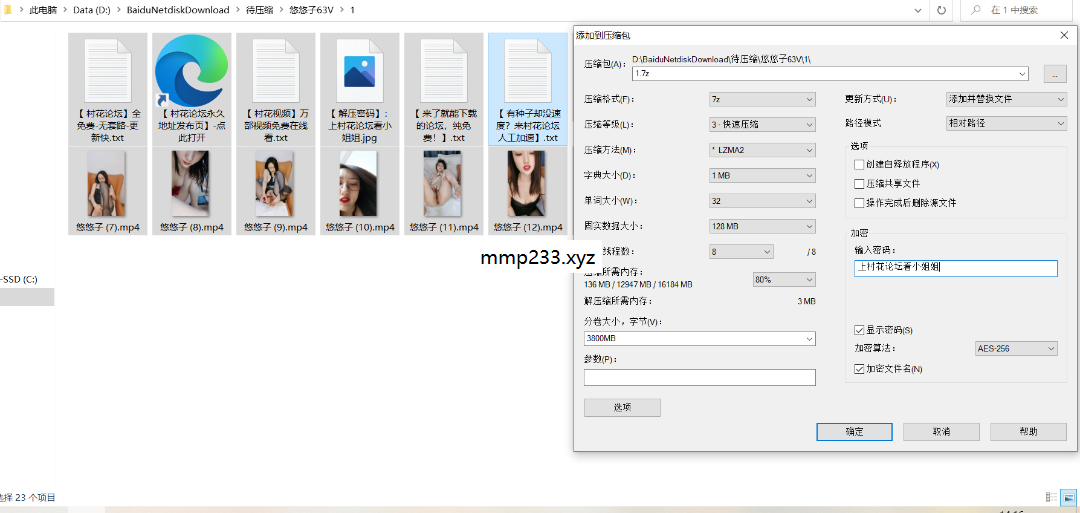 此电脑 > Data (D:) > BaiduNetdiskDownload > 待压缩 > 悠悠子63V > 1
在 1 中搜索
【 村花论坛】全免费-无套路-更新快.txt
【村花论坛永久地址发布页】-点此打开
【村花视频】万部视频免费在线看.txt
【 解压密码】:上村花论坛看小姐姐.jpg
【 来了就能下载的论坛，纯免费！】.txt
【 有种子却没速度？来村花论坛人工加速】.txt
悠悠子 (7).mp4
悠悠子 (8).mp4
悠悠子 (9).mp4
悠悠子 (10).mp4
悠悠子 (11).mp4
悠悠子 (12).mp4
-SSD (C:)
选择 23 个项目
mmp233.xyz
添加到压缩包
压缩包(A):
D:\BaiduNetdiskDownload\待压缩\悠悠子63V\1\
1.7z
...
压缩格式(F):
7z
压缩等级(L):
3 - 快速压缩
压缩方法(M):
* LZMA2
字典大小(D):
1 MB
单词大小(W):
32
固实数据大小:
128 MB
线程数:
8
/ 8
压缩所需内存:
136 MB / 12947 MB / 16184 MB
80%
解压缩所需内存:
3 MB
分卷大小，字节(V):
3800MB
参数(P):
选项
更新方式(U):
添加并替换文件
路径模式
相对路径
选项
创建自释放程序(X)
压缩共享文件
操作完成后删除源文件
加密
输入密码:
上村花论坛看小姐姐
显示密码(S)
加密算法:
AES-256
加密文件名(N)
确定
取消
帮助